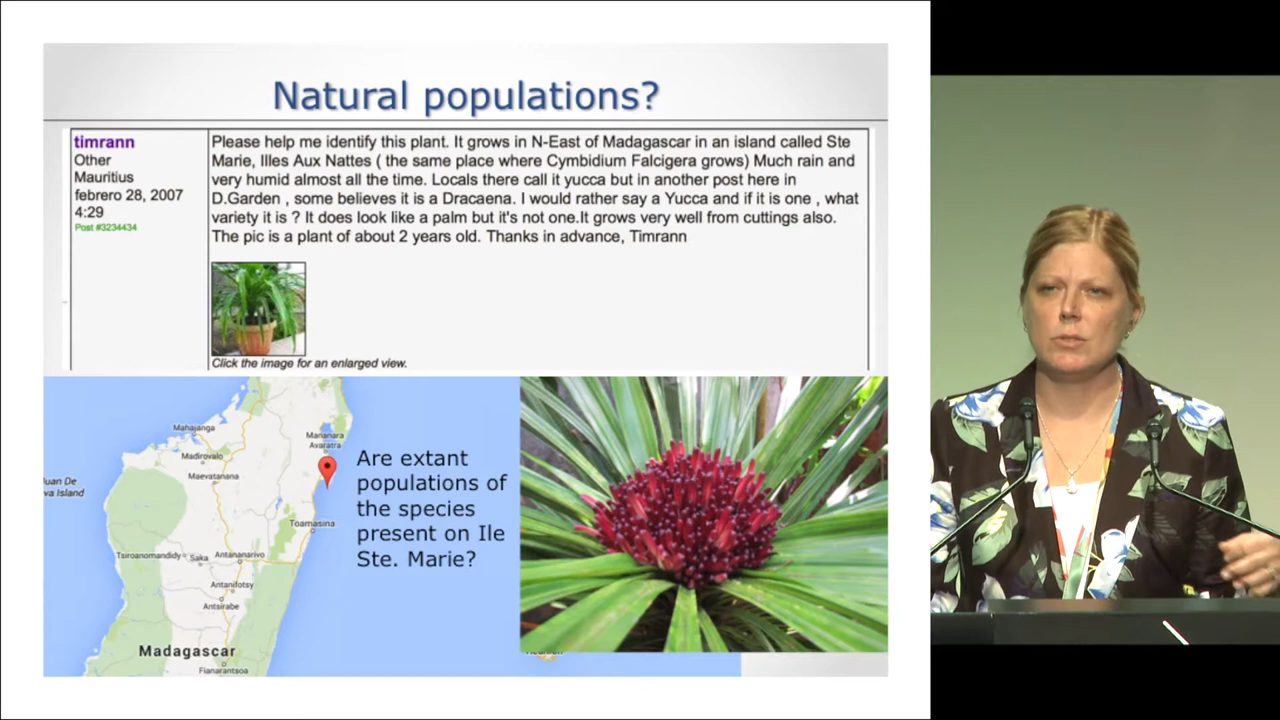 Natural populations?
timrann
Other
Mauritius
febrero 28, 2007
4:29
Post #3234434
Please help me identify this plant. It grows in N-East of Madagascar in an island called Ste
Marie, Illes Aux Nattes ( the same place where Cymbidium Falcigera grows) Much rain and
very humid almost all the time. Locals there call it yucca but in another post here in
D.Garden , some believes it is a Dracaena. I would rather say a Yucca and if it is one , what
variety it is ? It does look like a palm but it's not one.It grows very well from cuttings also.
The pic is a plant of about 2 years old. Thanks in advance, Timrann
Click the image for an enlarged view.
Mahajanga
Mananara
Avaratra
Madirovalo
Maevatanana
Juan De
va Island
Toamasina
Tsiroanomandidy
Saka
Antananarivo
Antanifotsy
Antsirabe
Madagascar
Fianarantsoa
Are extant
populations of
the species
present on Ile
Ste. Marie?